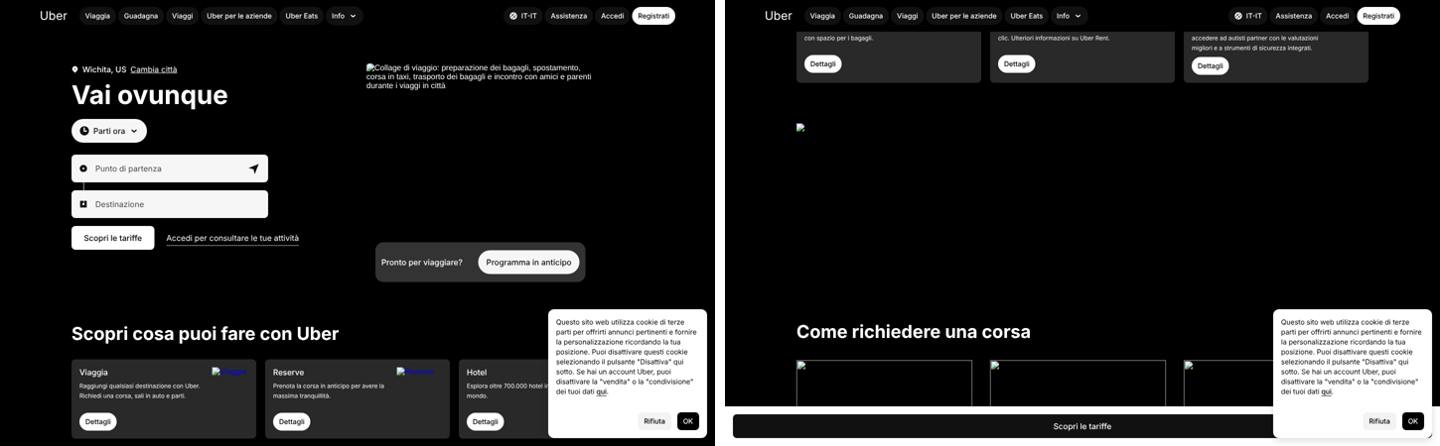 Uber Viaggia Guadagna Viaggi Uber per le aziende Uber Eats Info IT-IT Assistenza Accedi Registrati
Wichita, US Cambia città
Vai ovunque
Parti ora
Punto di partenza
Destinazione
Scopri le tariffe Accedi per consultare le tue attività
Collage di viaggio: preparazione dei bagagli, spostamento,
corsa in taxi, trasporto dei bagagli e incontro con amici e parenti
durante i viaggi in città
Pronto per viaggiare? Programma in anticipo
Scopri cosa puoi fare con Uber
Viaggia
Raggiungi qualsiasi destinazione con Uber.
Richiedi una corsa, sali in auto e parti.
Dettagli
Reserve
Prenota la corsa in anticipo per avere la
massima tranquillità.
Dettagli
Hotel
Esplora oltre 700.000 hotel in
mondo.
Dettagli
Questo sito web utilizza cookie di terze
parti per offrirti annunci pertinenti e fornire
la personalizzazione ricordando la tua
posizione. Puoi disattivare questi cookie
selezionando il pulsante "Disattiva" qui
sotto. Se hai un account Uber, puoi
disattivare la "vendita" o la "condivisione"
dei tuoi dati qui.
Rifiuta OK
Uber Viaggia Guadagna Viaggi Uber per le aziende Uber Eats Info IT-IT Assistenza Accedi Registrati
con spazio per i bagagli.
Dettagli
clic. Ulteriori informazioni su Uber Rent.
Dettagli
accedere ad autisti partner con le valutazioni
migliori e a strumenti di sicurezza integrati.
Dettagli
Come richiedere una corsa
Scopri le tariffe
Questo sito web utilizza cookie di terze
parti per offrirti annunci pertinenti e fornire
la personalizzazione ricordando la tua
posizione. Puoi disattivare questi cookie
selezionando il pulsante "Disattiva" qui
sotto. Se hai un account Uber, puoi
disattivare la "vendita" o la "condivisione"
dei tuoi dati qui.
Rifiuta OK